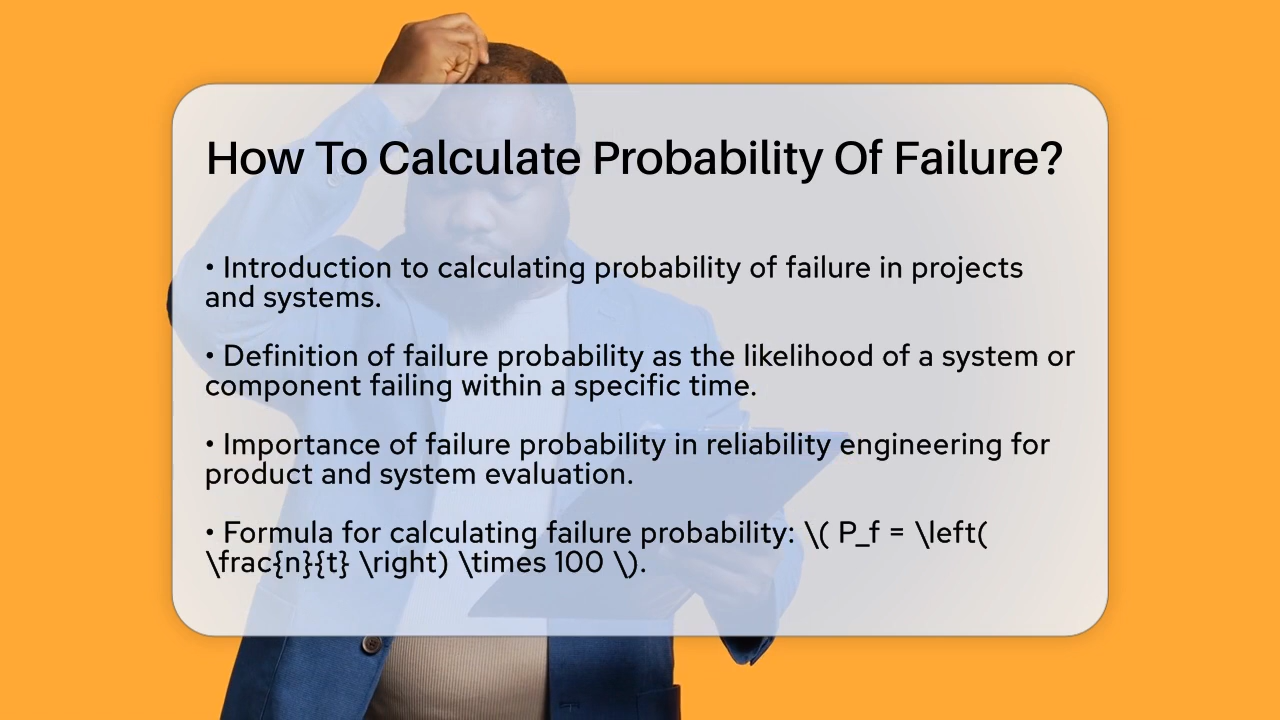 How To Calculate Probability Of Failure?
• Introduction to calculating probability of failure in projects
and systems.
• Definition of failure probability as the likelihood of a system or
component failing within a specific time.
• Importance of failure probability in reliability engineering for
product and system evaluation.
• Formula for calculating failure probability: \( P_f = \left(
\frac{n}{t} \right) \times 100 \).